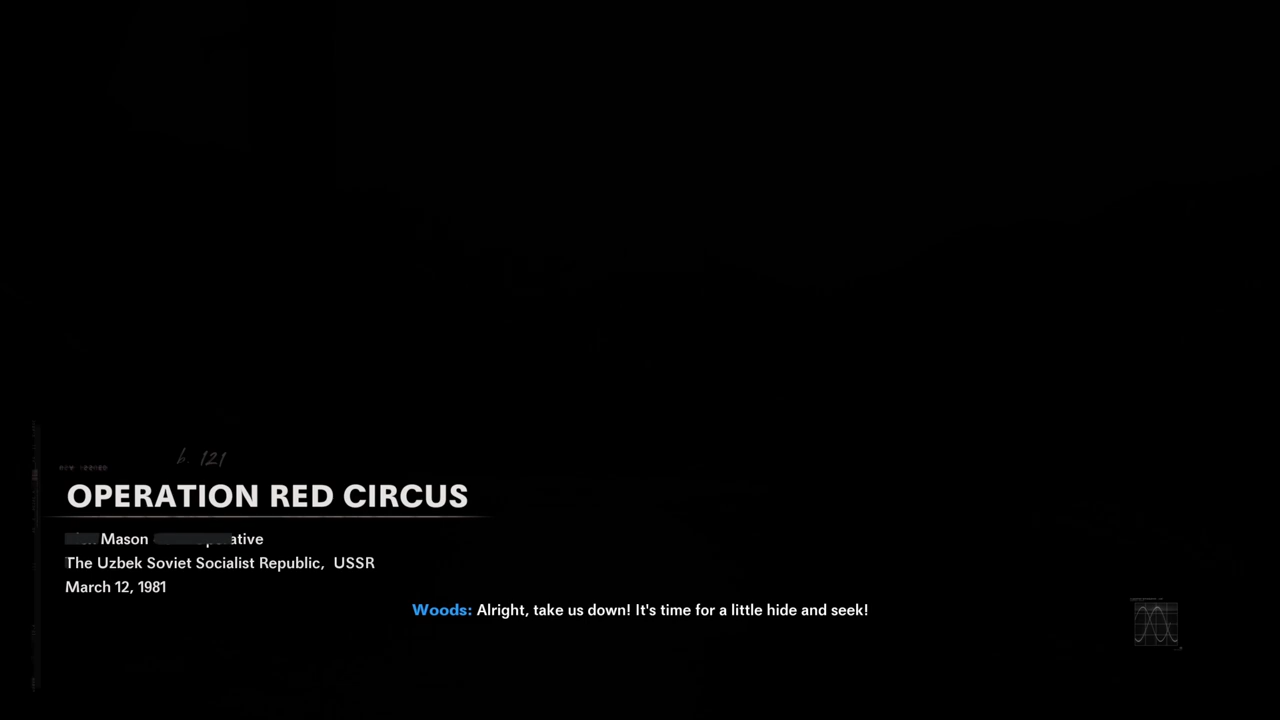 b. 121
OPERATION RED CIRCUS
Mason
The Uzbek Soviet Socialist Republic, USSR
March 12, 1981
Woods: Alright, take us down! It's time for a little hide and seek!